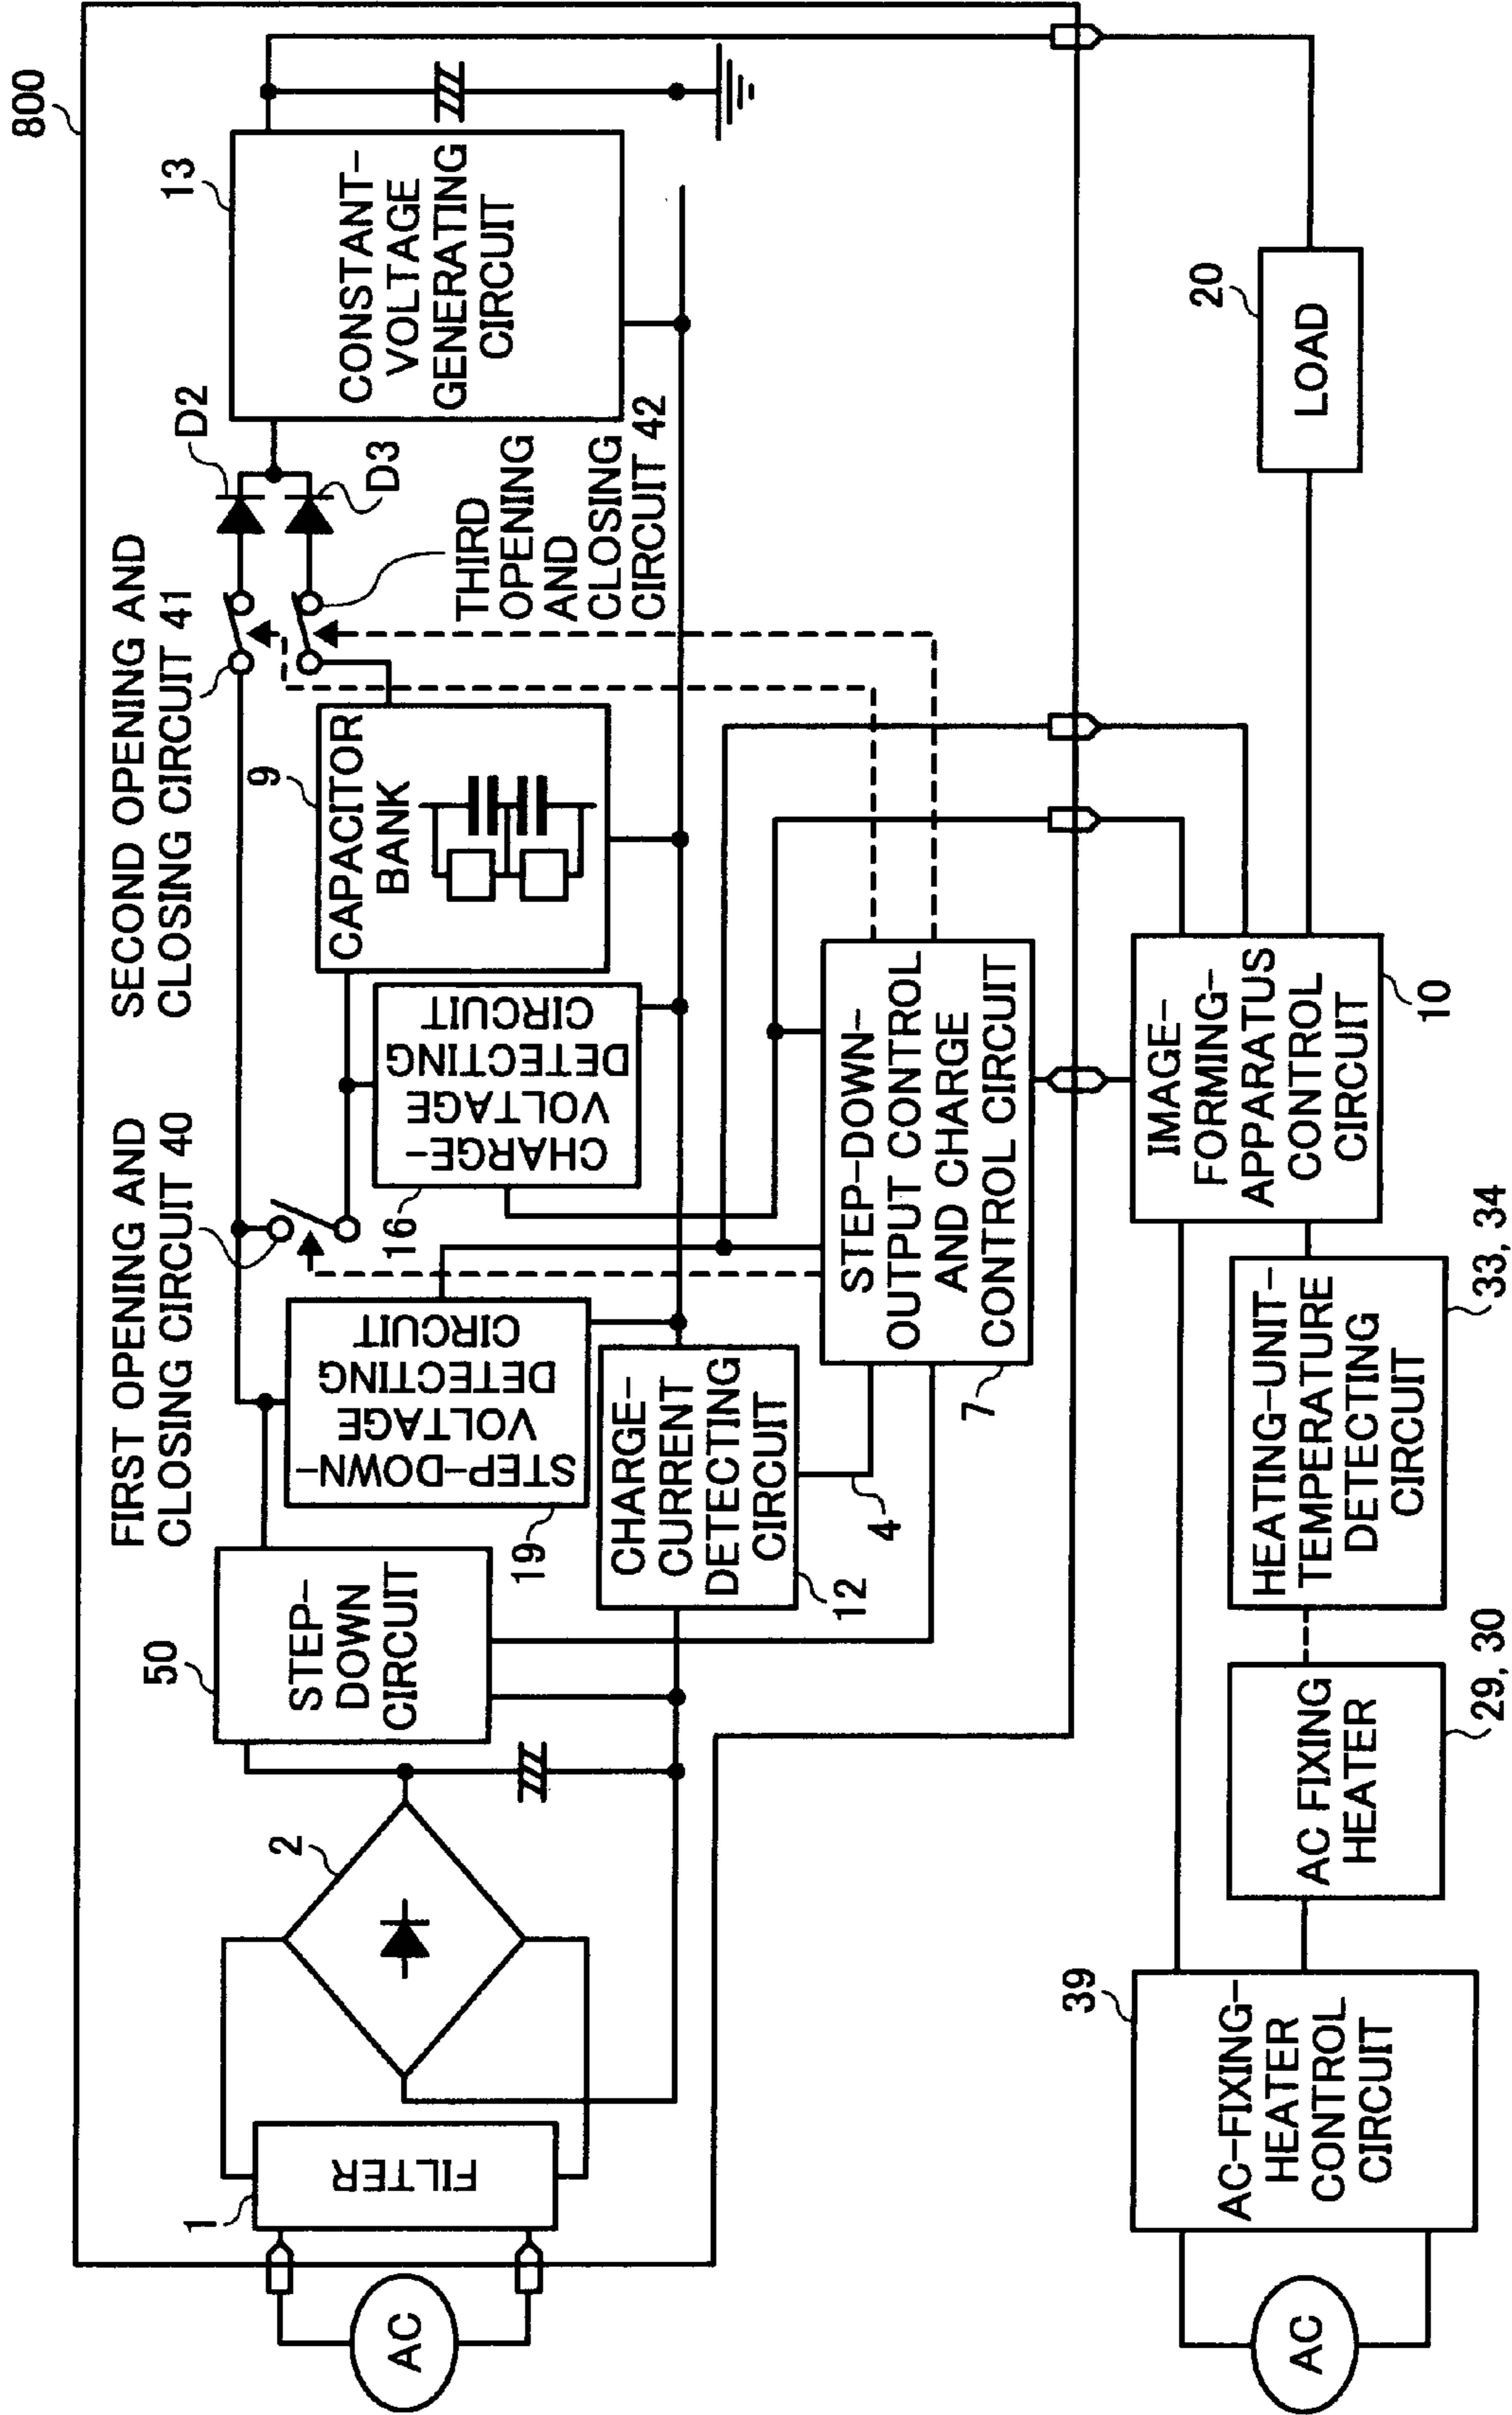 800
FIRST OPENING AND
CLOSING CIRCUIT 40
SECOND OPENING AND
CLOSING CIRCUIT 41
D2
D3
13
CONSTANT-
VOLTAGE
GENERATING
CIRCUIT
THIRD
OPENING
AND
CLOSING
CIRCUIT 42
9
CAPACITOR
BANK
16
CHARGE-
VOLTAGE
DETECTING
CIRCUIT
19
STEP-DOWN-
VOLTAGE
DETECTING
CIRCUIT
50
STEP-
DOWN
CIRCUIT
2
1
FILTER
AC
CHARGE-
CURRENT
DETECTING
CIRCUIT
12
4
STEP-DOWN-
OUTPUT CONTROL
AND CHARGE
CONTROL CIRCUIT
7
20
LOAD
IMAGE-
FORMING-
APPARATUS
CONTROL
CIRCUIT
10
HEATING-UNIT-
TEMPERATURE
DETECTING
CIRCUIT
33, 34
AC FIXING
HEATER
29, 30
39
AC-FIXING-
HEATER
CONTROL
CIRCUIT
AC